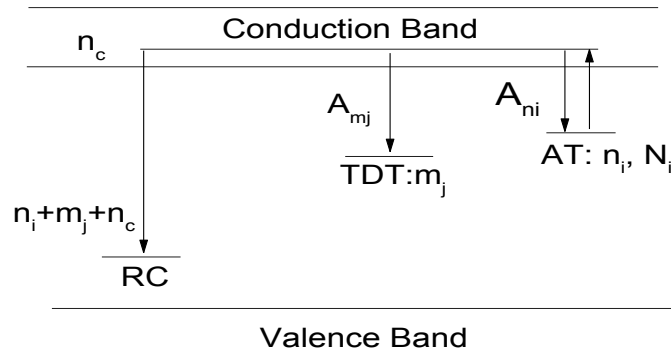 Conduction Band
n_c
A_mj
A_ni
AT: n_i, N_i
TDT:m_j
n_i+m_j+n_c
RC
Valence Band